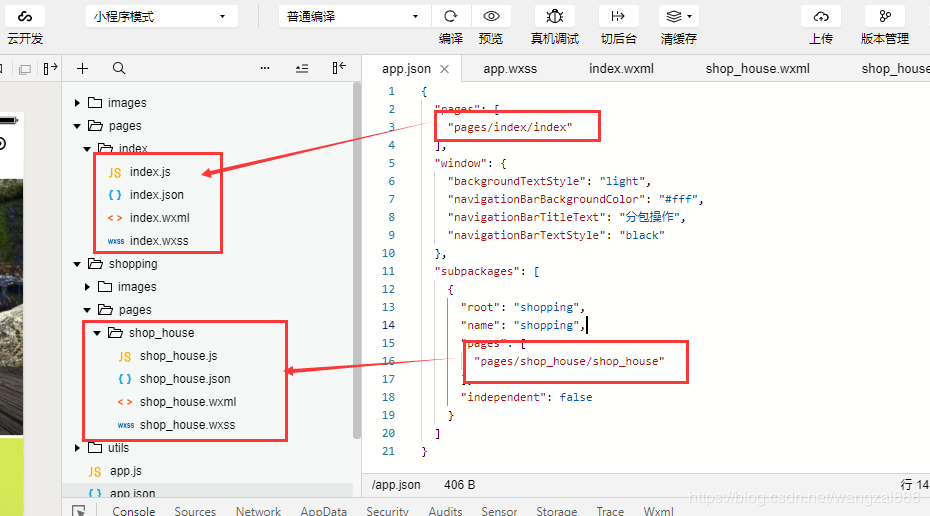 小程序模式
普通编译
云开发
编译
预览
真机调试
切后台
清缓存
上传
版本管理
app.json
app.wxss
index.wxml
shop_house.wxml
shop_house
images
pages
index
JS index.js
{ } index.json
< > index.wxml
wxss index.wxss
shopping
images
pages
shop_house
JS shop_house.js
{ } shop_house.json
< > shop_house.wxml
wxss shop_house.wxss
utils
JS app.js
{ } app.json
1 {
2 "pages": [
3 "pages/index/index"
4 ],
5 "window": {
6 "backgroundTextStyle": "light",
7 "navigationBarBackgroundColor": "#fff",
8 "navigationBarTitleText": "分包操作",
9 "navigationBarTextStyle": "black"
10 },
11 "subpackages": [
12 {
13 "root": "shopping",
14 "name": "shopping",
15 "pages": [
16 "pages/shop_house/shop_house"
17 ],
18 "independent": false
19 }
20 ]
21 }
/app.json 406 B
行 14
https://blog.csdn.net/wangzai888
Console Sources Network AppData Security Audits Sensor Storage Trace Wxml